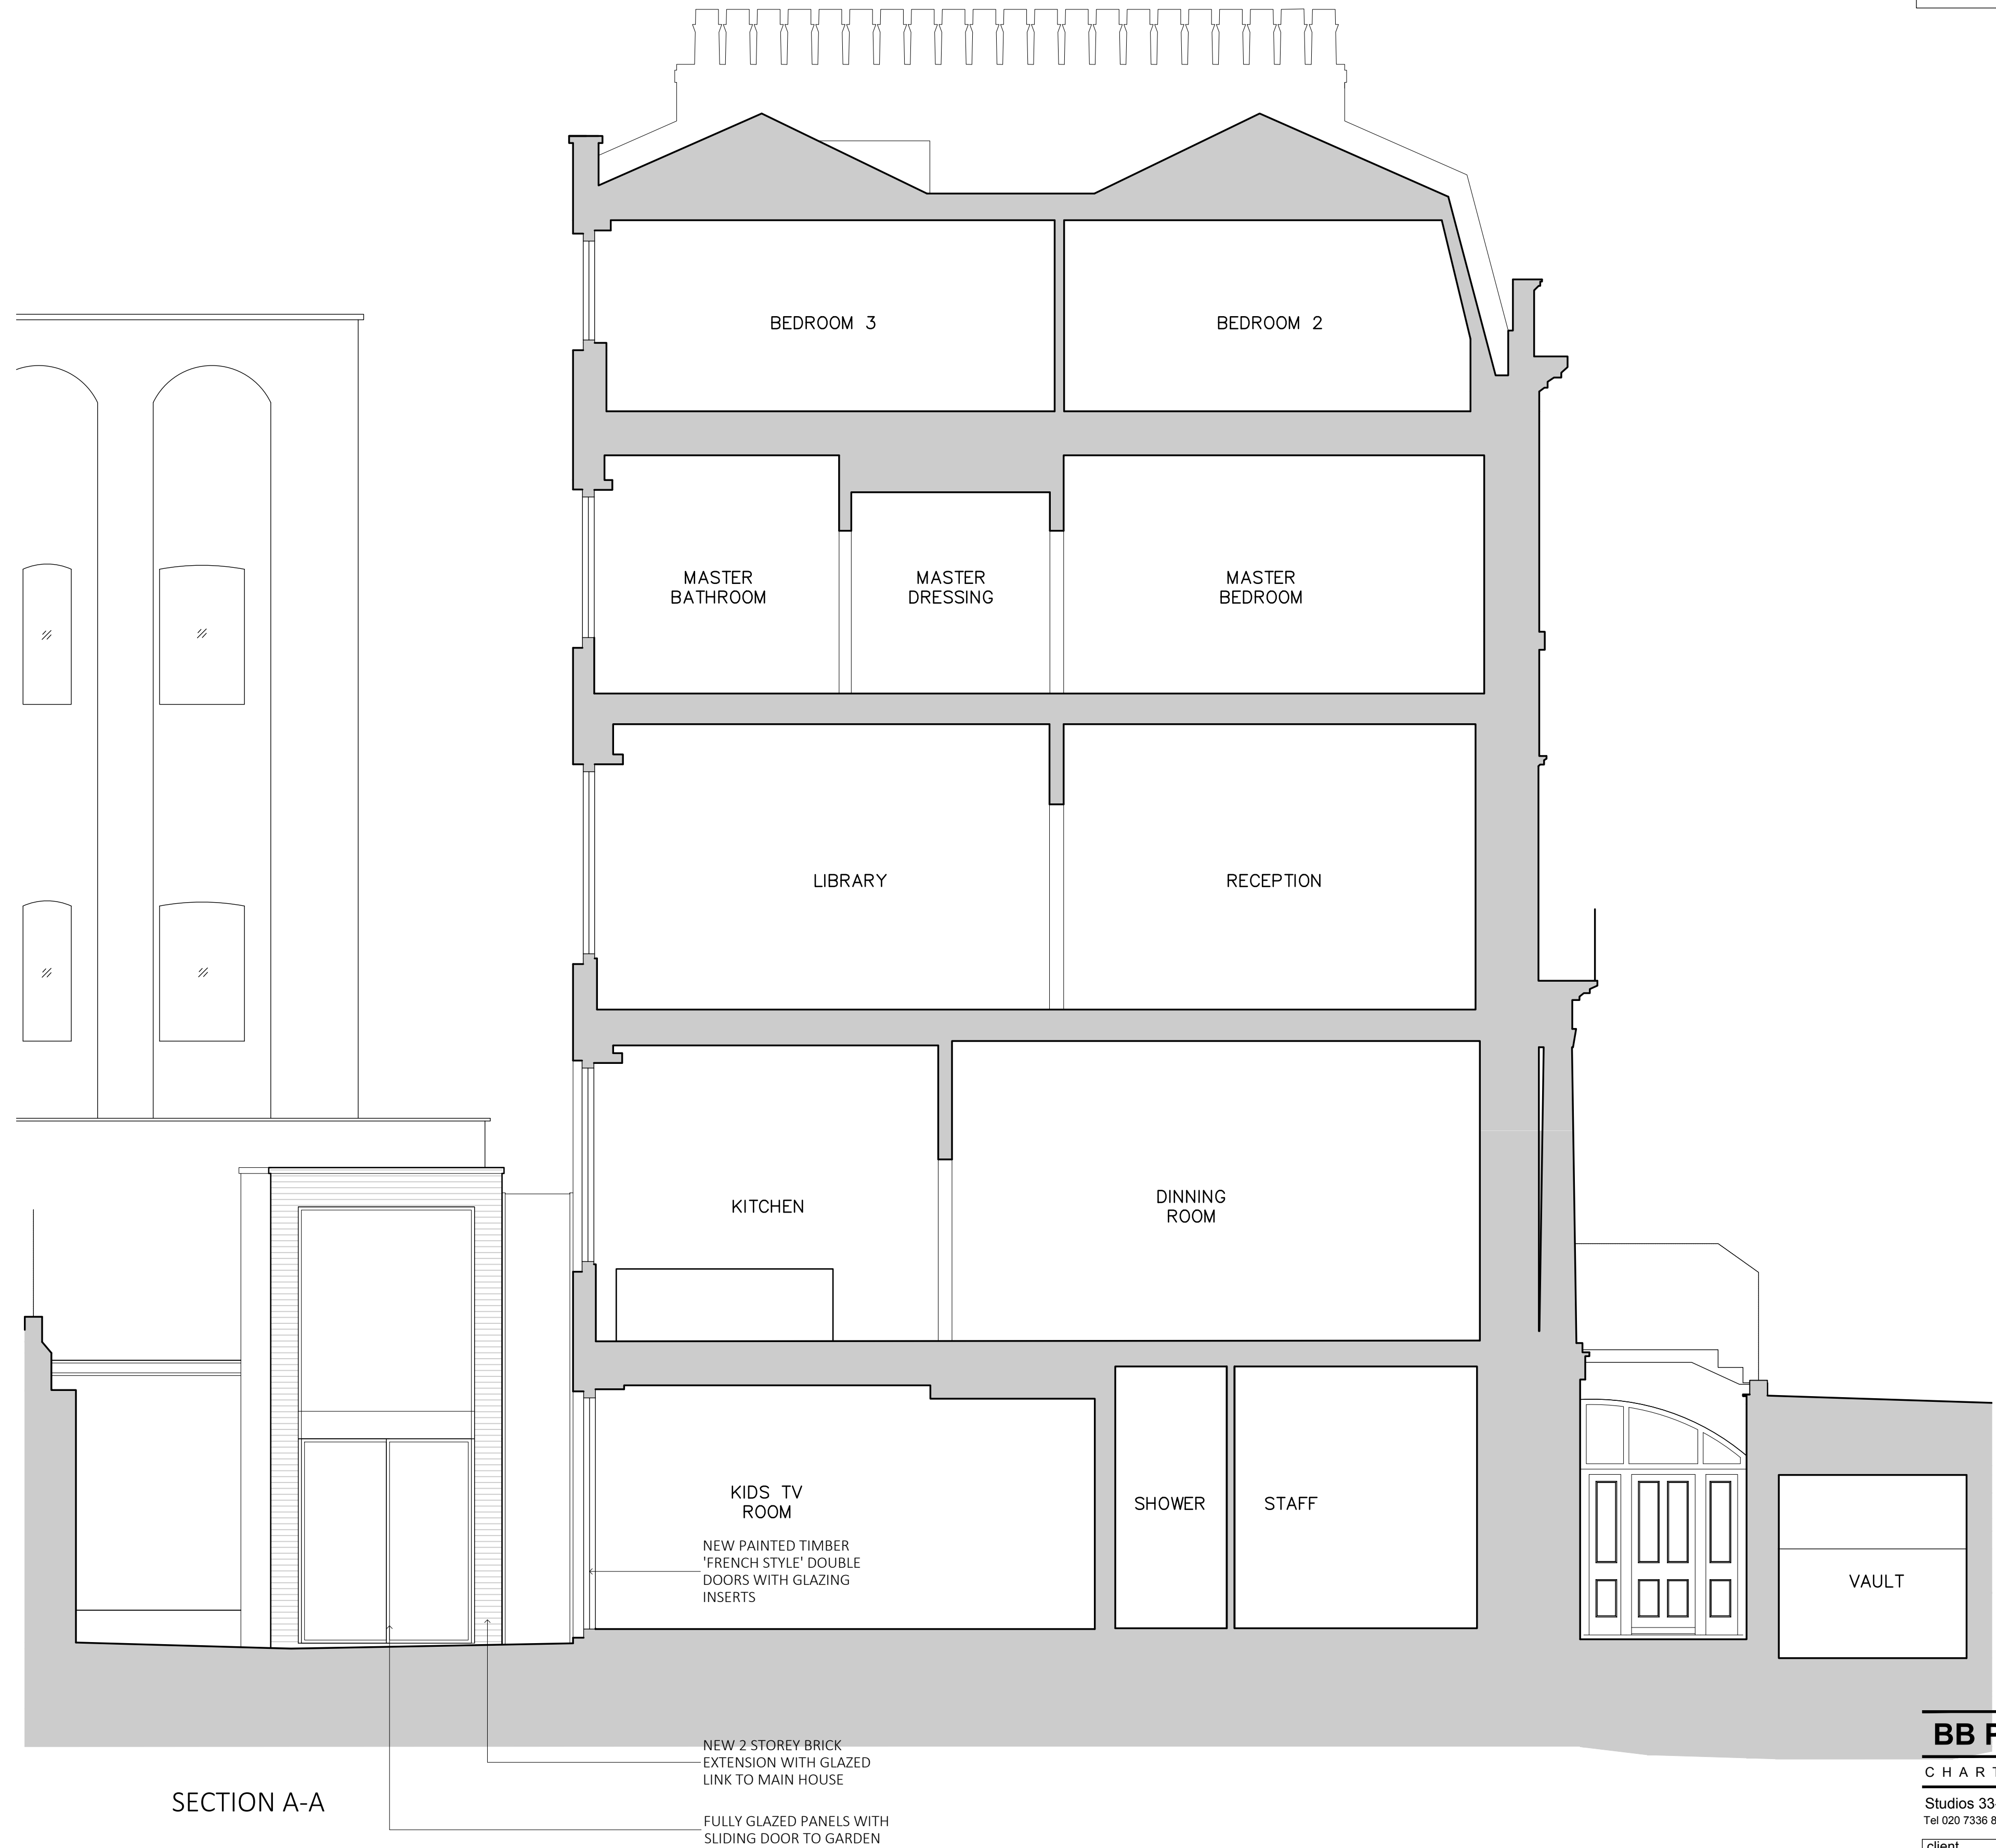 BEDROOM 3
BEDROOM 2
MASTER
BATHROOM
MASTER
DRESSING
MASTER
BEDROOM
LIBRARY
RECEPTION
KITCHEN
DINNING
ROOM
KIDS TV
ROOM
SHOWER
STAFF
VAULT
NEW PAINTED TIMBER
'FRENCH STYLE' DOUBLE
DOORS WITH GLAZING
INSERTS
NEW 2 STOREY BRICK
EXTENSION WITH GLAZED
LINK TO MAIN HOUSE
FULLY GLAZED PANELS WITH
SLIDING DOOR TO GARDEN
SECTION A-A
BB
CHART
Studios 33-
Tel 020 7336 8
client